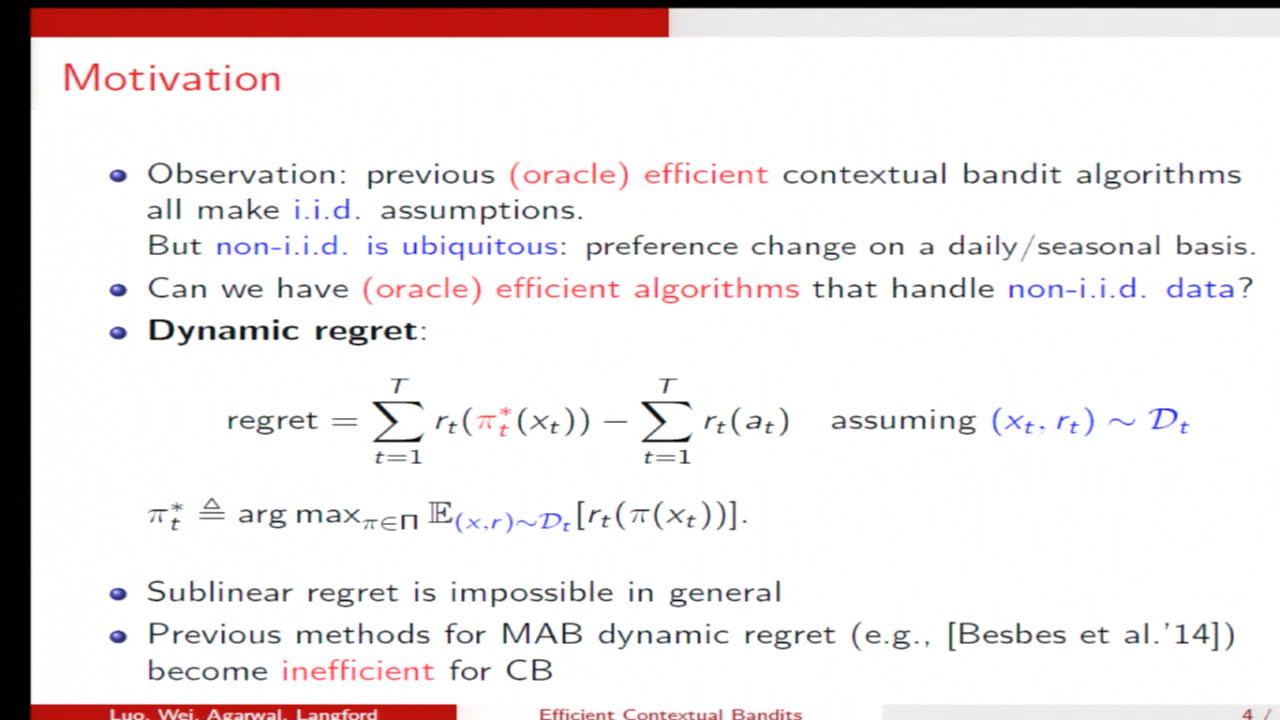 Motivation
Observation: previous (oracle) efficient contextual bandit algorithms
all make i.i.d. assumptions.
But non-i.i.d. is ubiquitous: preference change on a daily/seasonal basis.
Can we have (oracle) efficient algorithms that handle non-i.i.d. data?
Dynamic regret:
regret = ∑_{t=1}^{T} r_t(π_t^*(x_t)) − ∑_{t=1}^{T} r_t(a_t) assuming (x_t, r_t) ∼ 𝒟_t
π_t^* ≜ arg max_{π∈Π} 𝔼_{(x,r)∼𝒟_t}[r_t(π(x_t))].
Sublinear regret is impossible in general
Previous methods for MAB dynamic regret (e.g., [Besbes et al.'14])
become inefficient for CB
Luo, Wei, Agarwal, Langford Efficient Contextual Bandits 4 /